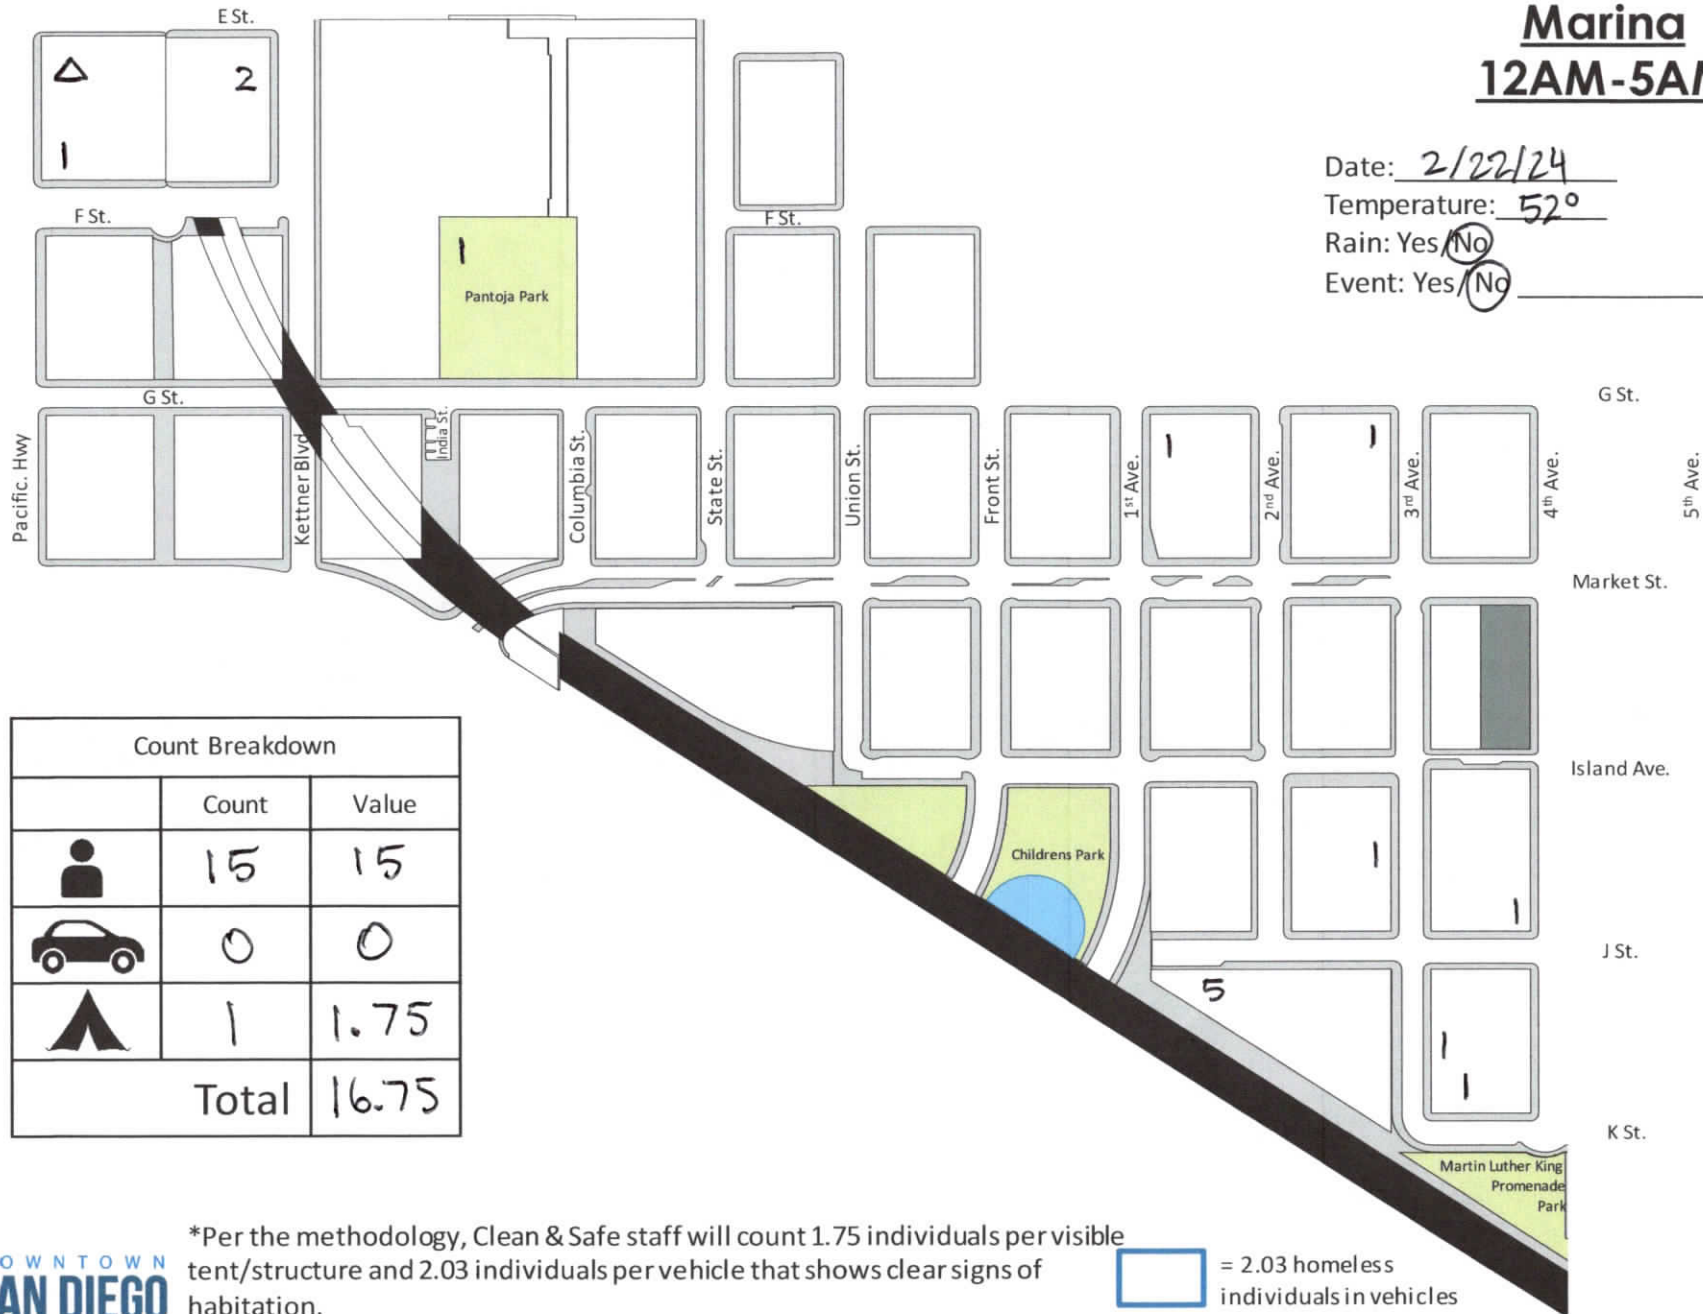 Marina
12AM-5AM
Date: 2/22/24
Temperature: 52°
Rain: Yes/No
Event: Yes/No
E St.
△
2
1
F St.
F St.
1
Pantoja Park
G St.
G St.
Pacific. Hwy
Kettner Blvd
India St.
Columbia St.
State St.
Union St.
Front St.
1st Ave.
1
2nd Ave.
1
3rd Ave.
4th Ave.
5th Ave.
Market St.
Island Ave.
Childrens Park
1
1
J St.
5
1
1
K St.
Martin Luther King
Promenade
Park
Count Breakdown
Count Value
15 15
0 0
1 1.75
Total 16.75
*Per the methodology, Clean & Safe staff will count 1.75 individuals per visible
tent/structure and 2.03 individuals per vehicle that shows clear signs of
habitation.
= 2.03 homeless
individuals in vehicles
OWNTOWN
AN DIEGO